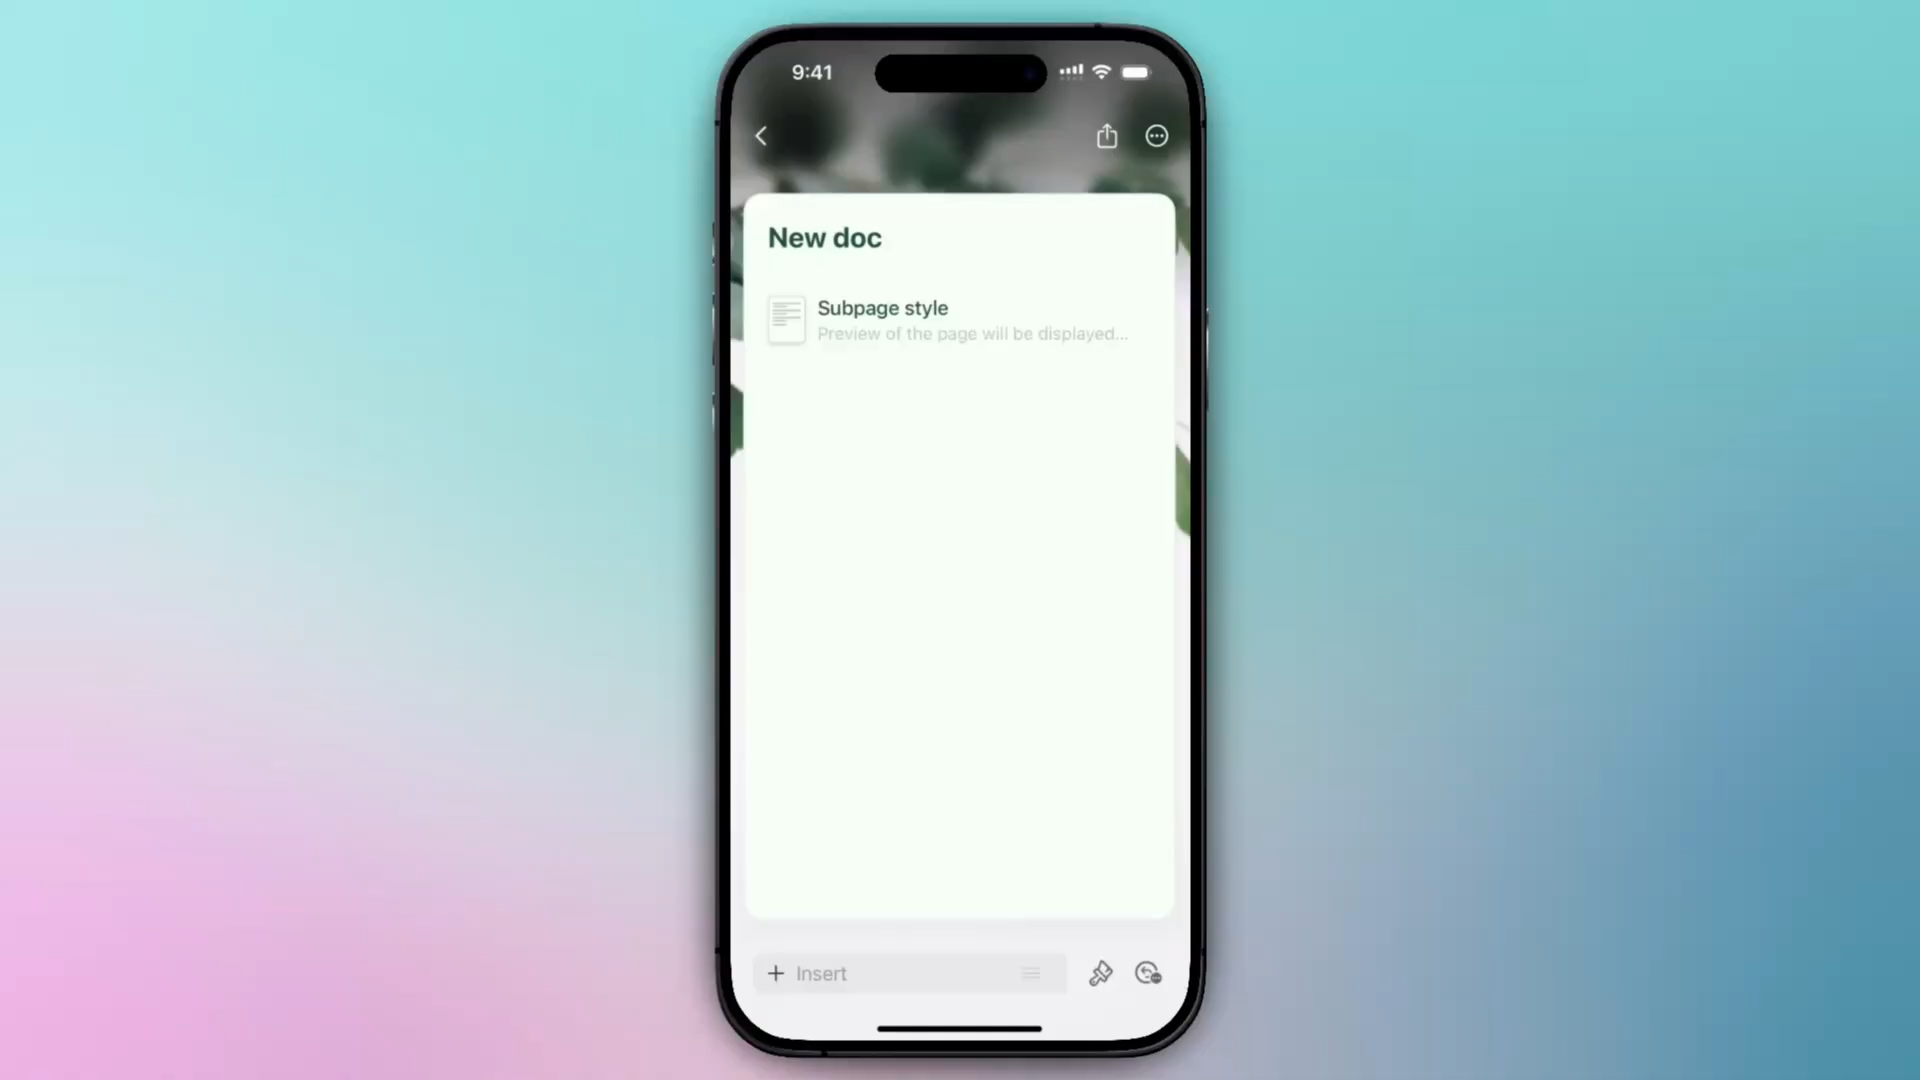 9:41
New doc
Subpage style
Preview of the page will be displayed...
Insert